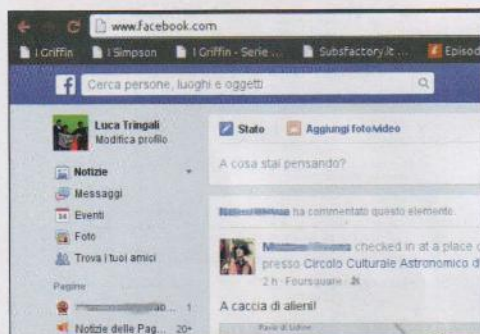 www.facebook.com
I Griffin
I Simpson
I Griffin - Serie ...
Subsfactory.it ...
Episod
f
Cerca persone, luoghi e oggetti
Luca Tringali
Modifica profilo
Stato
Aggiungi foto/video
A cosa stai pensando?
Notizie
Messaggi
14
Eventi
Foto
Trova i tuoi amici
ha commentato questo elemento.
checked in at a place
presso Circolo Culturale Astronomico d
2 h · Foursquare
Pagine
1
A caccia di alieni!
Notizie delle Pag... 20+